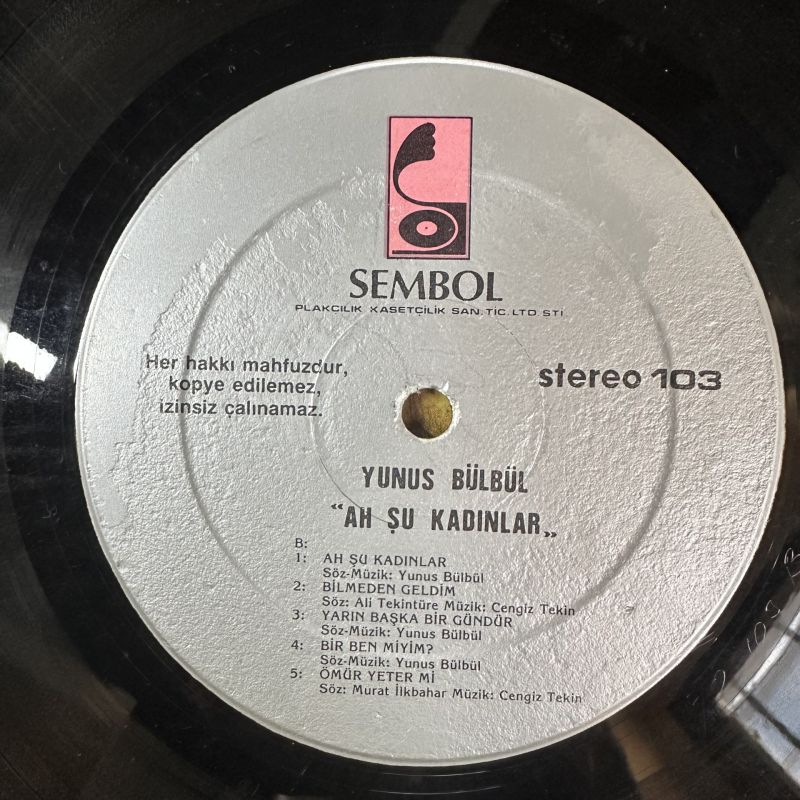 SEMBOL
PLAKCILIK KASETÇİLİK SAN. TİC. LTD STİ
Her hakkı mahfuzdur,
kopye edilemez,
izinsiz çalınamaz.
stereo 103
YUNUS BÜLBÜL
“AH ŞU KADINLAR„
B:
1: AH ŞU KADINLAR
Söz-Müzik: Yunus Bülbül
2: BİLMEDEN GELDİM
Söz: Ali Tekintüre Müzik: Cengiz Tekin
3: YARIN BAŞKA BİR GÜNDÜR
Söz-Müzik: Yunus Bülbül
4: BİR BEN MİYİM?
Söz-Müzik: Yunus Bülbül
5: ÖMÜR YETER Mİ
Söz: Murat İlkbahar Müzik: Cengiz Tekin